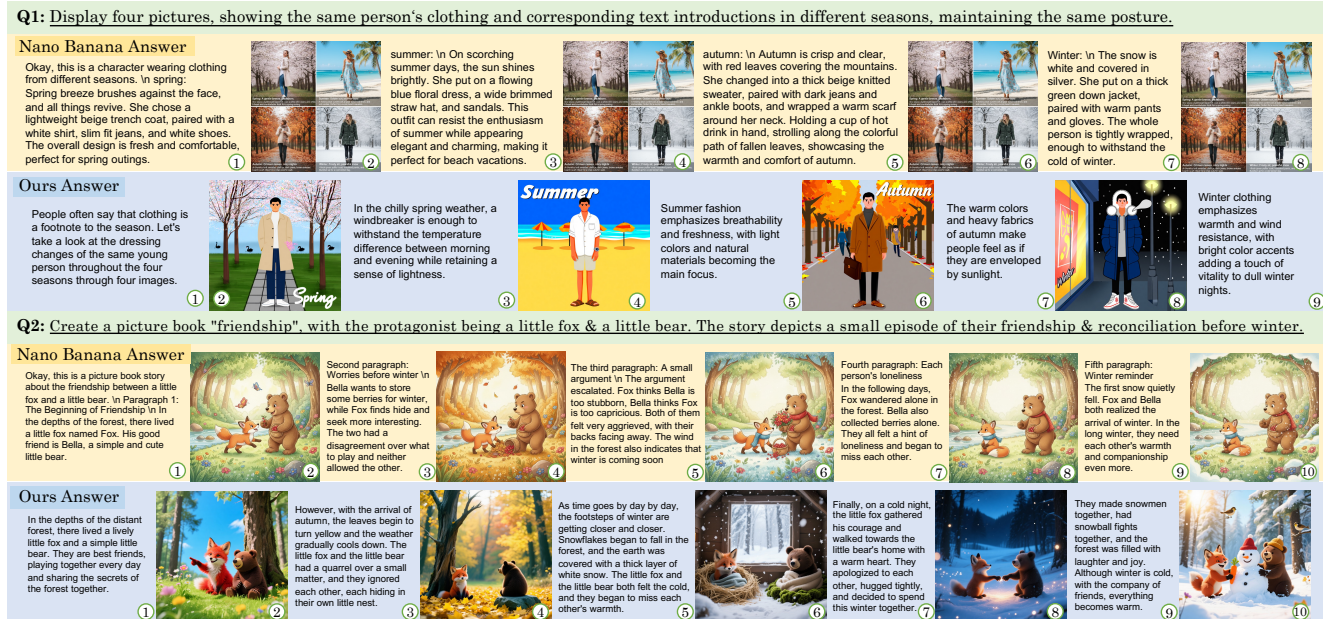 Q1: Display four pictures, showing the same person's clothing and corresponding text introductions in different seasons, maintaining the same posture.
Nano Banana Answer
Okay, this is a character wearing clothing
from different seasons. \n spring:
Spring breeze brushes against the face,
and all things revive. She chose a
lightweight beige trench coat, paired with a
white shirt, slim fit jeans, and white shoes.
The overall design is fresh and comfortable,
perfect for spring outings.
1
2
summer: \n On scorching
summer days, the sun shines
brightly. She put on a flowing
blue floral dress, a wide brimmed
straw hat, and sandals. This
outfit can resist the enthusiasm
of summer while appearing
elegant and charming, making it
perfect for beach vacations.
3
4
autumn: \n Autumn is crisp and clear,
with red leaves covering the mountains.
She changed into a thick beige knitted
sweater, paired with dark jeans and
ankle boots, and wrapped a warm scarf
around her neck. Holding a cup of hot
drink in hand, strolling along the colorful
path of fallen leaves, showcasing the
warmth and comfort of autumn.
5
6
Winter: \n The snow is
white and covered in
silver. She put on a thick
green down jacket,
paired with warm pants
and gloves. The whole
person is tightly wrapped,
enough to withstand the
cold of winter.
7
8
Ours Answer
People often say that clothing is
a footnote to the season. Let's
take a look at the dressing
changes of the same young
person throughout the four
seasons through four images.
1
2
Spring
In the chilly spring weather, a
windbreaker is enough to
withstand the temperature
difference between morning
and evening while retaining a
sense of lightness.
3
Summer
4
Summer fashion
emphasizes breathability
and freshness, with light
colors and natural
materials becoming the
main focus.
5
Autumn
6
The warm colors
and heavy fabrics
of autumn make
people feel as if
they are enveloped
by sunlight.
7
8
Winter clothing
emphasizes
warmth and wind
resistance, with
bright color accents
adding a touch of
vitality to dull winter
nights.
9
Q2: Create a picture book "friendship", with the protagonist being a little fox & a little bear. The story depicts a small episode of their friendship & reconciliation before winter.
Nano Banana Answer
Okay, this is a picture book story
about the friendship between a little
fox and a little bear. \n Paragraph 1:
The Beginning of Friendship \n In
the depths of the forest, there lived
a little fox named Fox. His good
friend is Bella, a simple and cute
little bear.
1
2
Second paragraph:
Worries before winter \n
Bella wants to store
some berries for winter,
while Fox finds hide and
seek more interesting.
The two had a
disagreement over what
to play and neither
allowed the other.
3
4
The third paragraph: A small
argument \n The argument
escalated. Fox thinks Bella is
too stubborn, Bella thinks Fox
is too capricious. Both of them
felt very aggrieved, with their
backs facing away. The wind
in the forest also indicates that
winter is coming soon
5
6
Fourth paragraph: Each
person's loneliness
In the following days,
Fox wandered alone in
the forest. Bella also
collected berries alone.
They all felt a hint of
loneliness and began to
miss each other.
7
8
Fifth paragraph:
Winter reminder
The first snow quietly
fell. Fox and Bella
both realized the
arrival of winter. In the
long winter, they need
each other's warmth
and companionship
even more.
9
10
Ours Answer
In the depths of the distant
forest, there lived a lively
little fox and a simple little
bear. They are best friends,
playing together every day
and sharing the secrets of
the forest together.
1
2
However, with the arrival of
autumn, the leaves begin to
turn yellow and the weather
gradually cools down. The
little fox and the little bear
had a quarrel over a small
matter, and they ignored
each other, each hiding in
their own little nest.
3
4
As time goes by day by day,
the footsteps of winter are
getting closer and closer.
Snowflakes began to fall in the
forest, and the earth was
covered with a thick layer of
white snow. The little fox and
the little bear both felt the cold,
and they began to miss each
other's warmth.
5
6
Finally, on a cold night,
the little fox gathered
his courage and
walked towards the
little bear's home with
a warm heart. They
apologized to each
other, hugged tightly,
and decided to spend
this winter together.
7
8
They made snowmen
together, had
snowball fights
together, and the
forest was filled with
laughter and joy.
Although winter is cold,
with the company of
friends, everything
becomes warm.
9
10